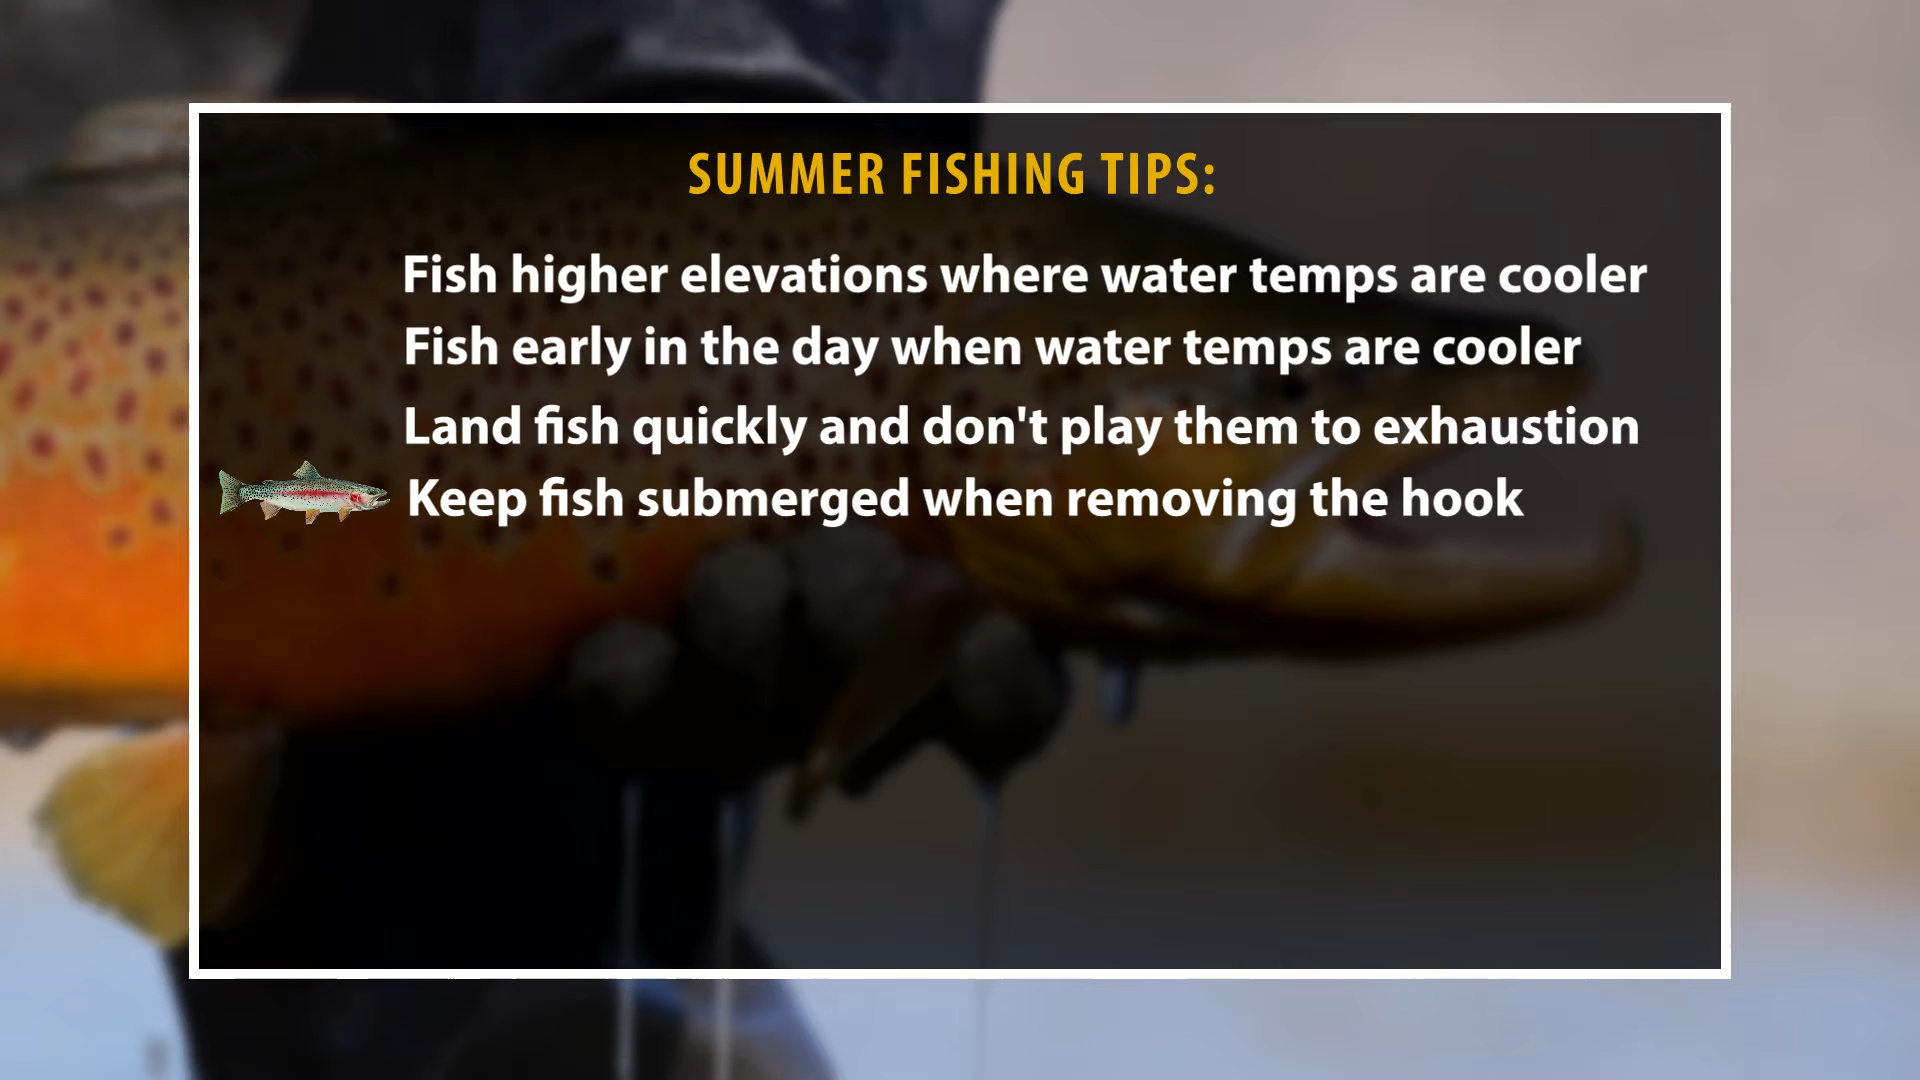 SUMMER FISHING TIPS:
Fish higher elevations where water temps are cooler
Fish early in the day when water temps are cooler
Land fish quickly and don't play them to exhaustion
Keep fish submerged when removing the hook